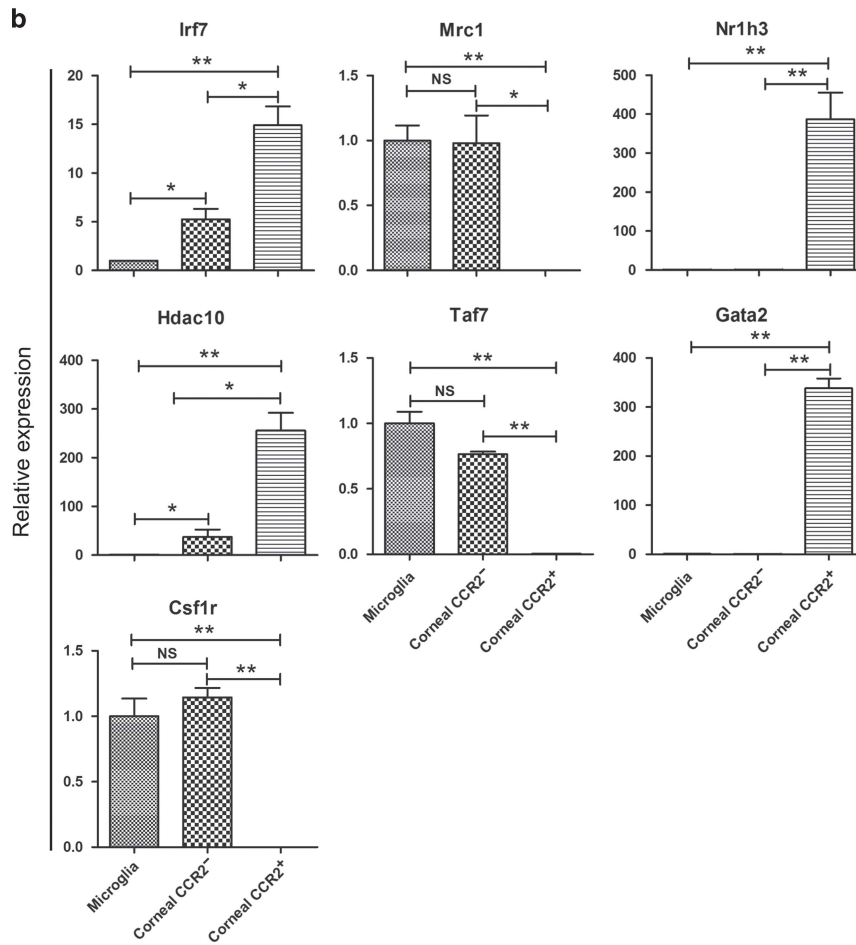 b
Relative expression
Irf7
20
15
10
5
0
**
*
*
Mrc1
1.5
1.0
0.5
0.0
**
NS
*
Nr1h3
500
400
300
200
100
0
**
**
Hdac10
400
300
200
100
0
**
*
*
Taf7
1.5
1.0
0.5
0.0
**
NS
**
Microglia
Corneal CCR2⁻
Corneal CCR2⁺
Gata2
400
300
200
100
0
**
**
Microglia
Corneal CCR2⁻
Corneal CCR2⁺
Csf1r
1.5
1.0
0.5
0.0
**
NS
**
Microglia
Corneal CCR2⁻
Corneal CCR2⁺